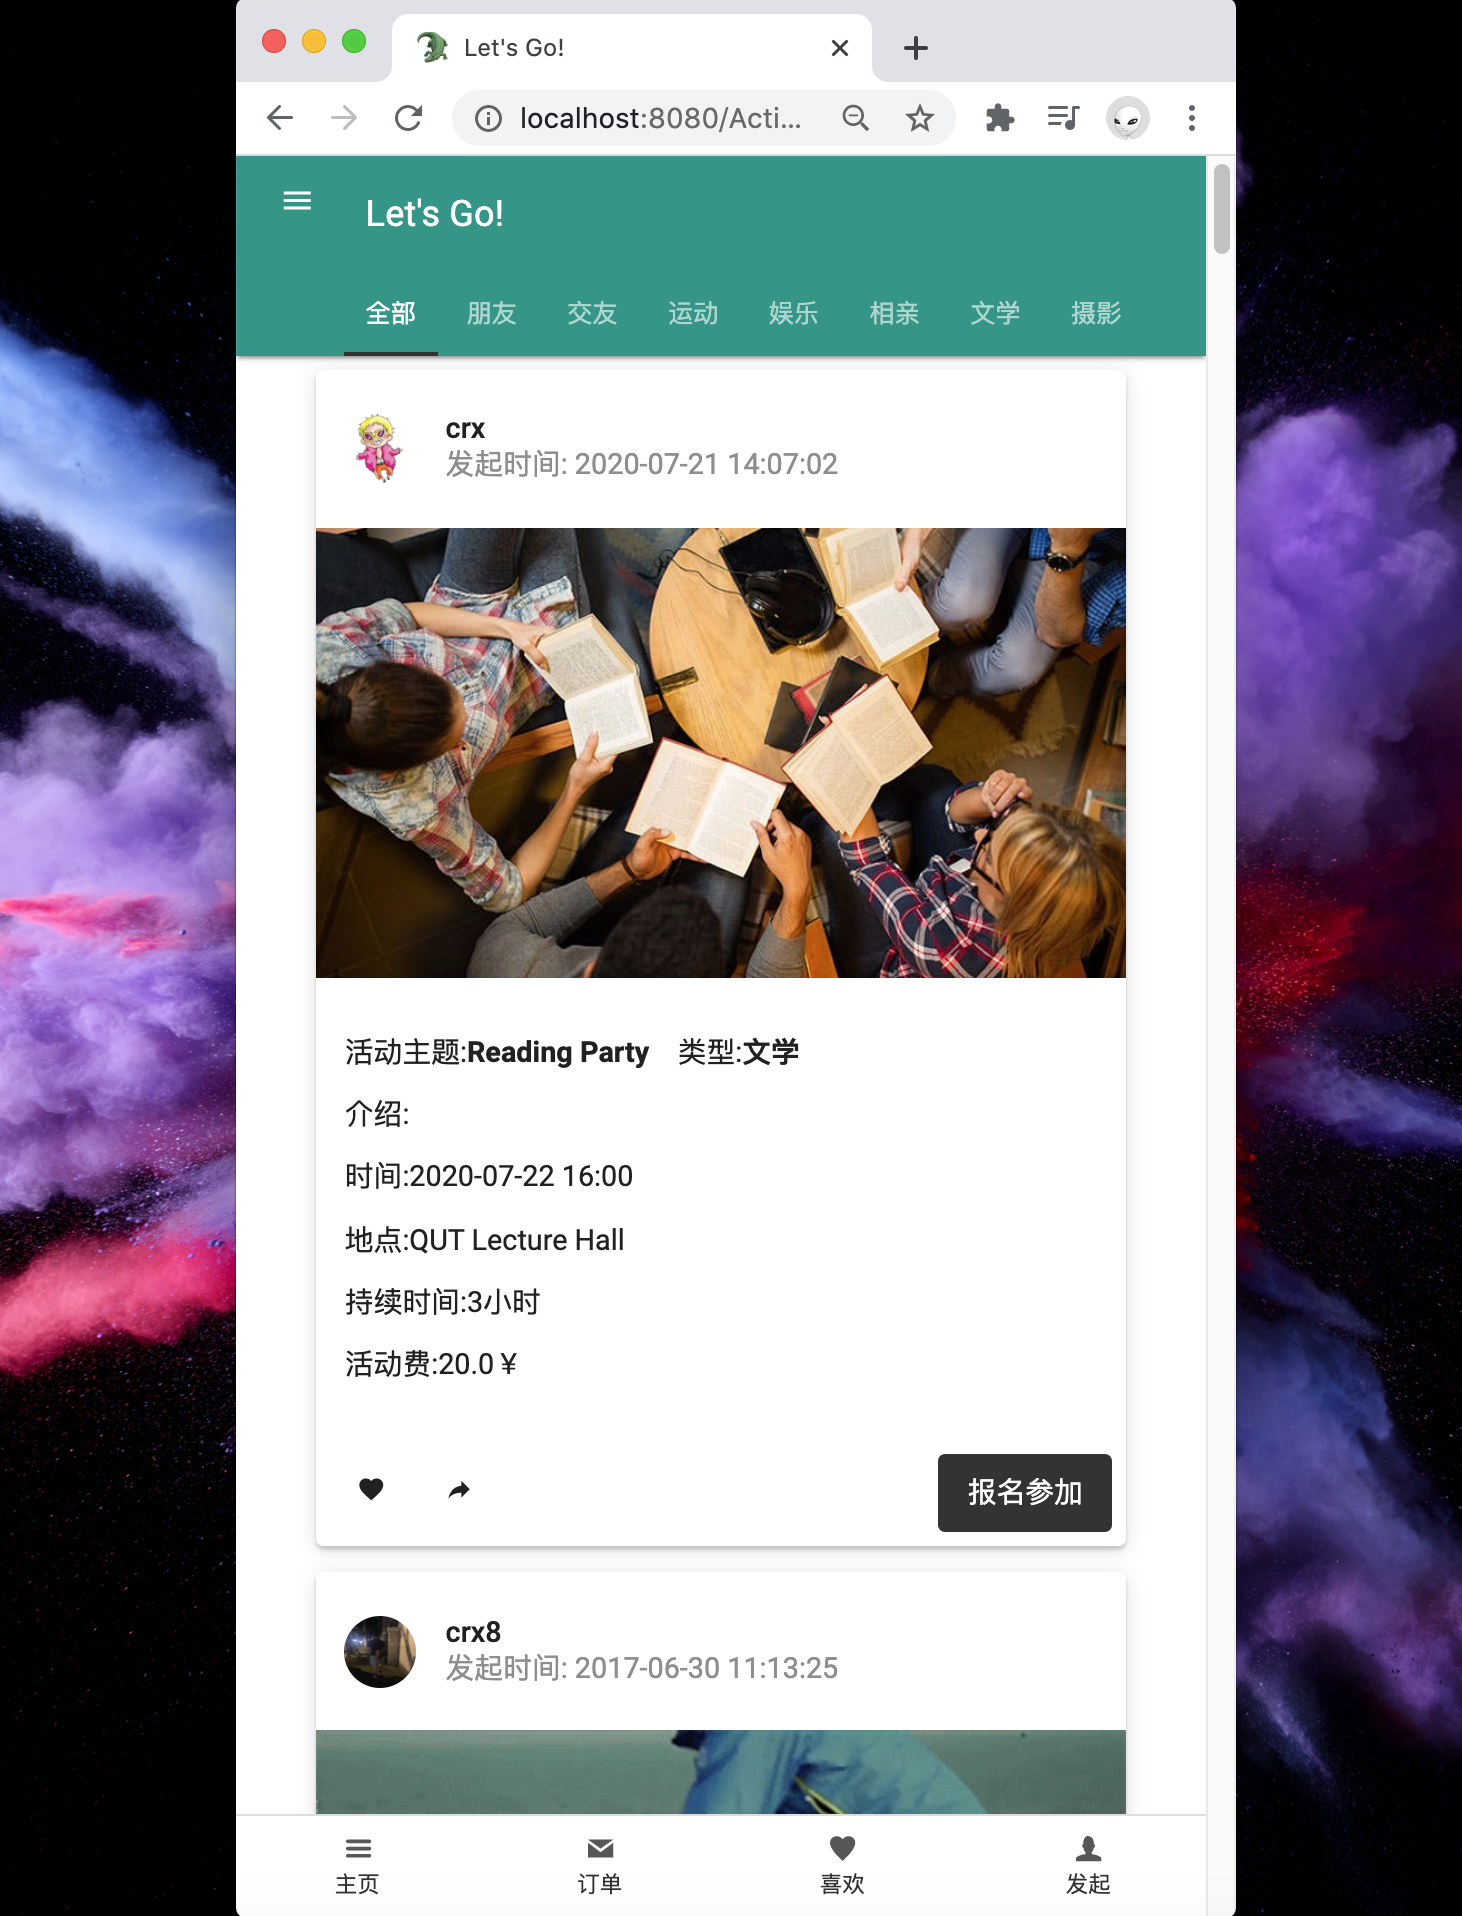 Let's Go!
localhost:8080/Acti...
Let's Go!
全部 朋友 交友 运动 娱乐 相亲 文学 摄影
crx
发起时间: 2020-07-21 14:07:02
活动主题:Reading Party 类型:文学
介绍:
时间:2020-07-22 16:00
地点:QUT Lecture Hall
持续时间:3小时
活动费:20.0 ¥
报名参加
crx8
发起时间: 2017-06-30 11:13:25
主页 订单 喜欢 发起